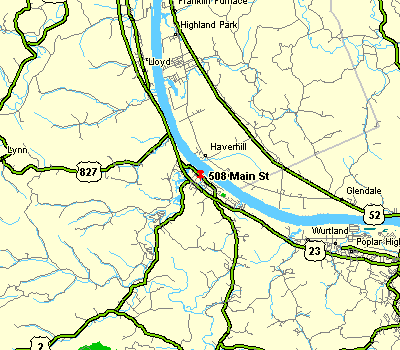 Franklin Furnace
Highland Park
Lloyd
Haverhill
Lynn
827
508 Main St
Glendale
52
Wurtland
23
Poplar High
2